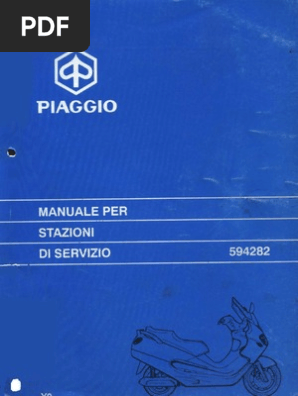 PDF
PIAGGIO
MANUALE PER
STAZIONI
DI SERVIZIO 594282